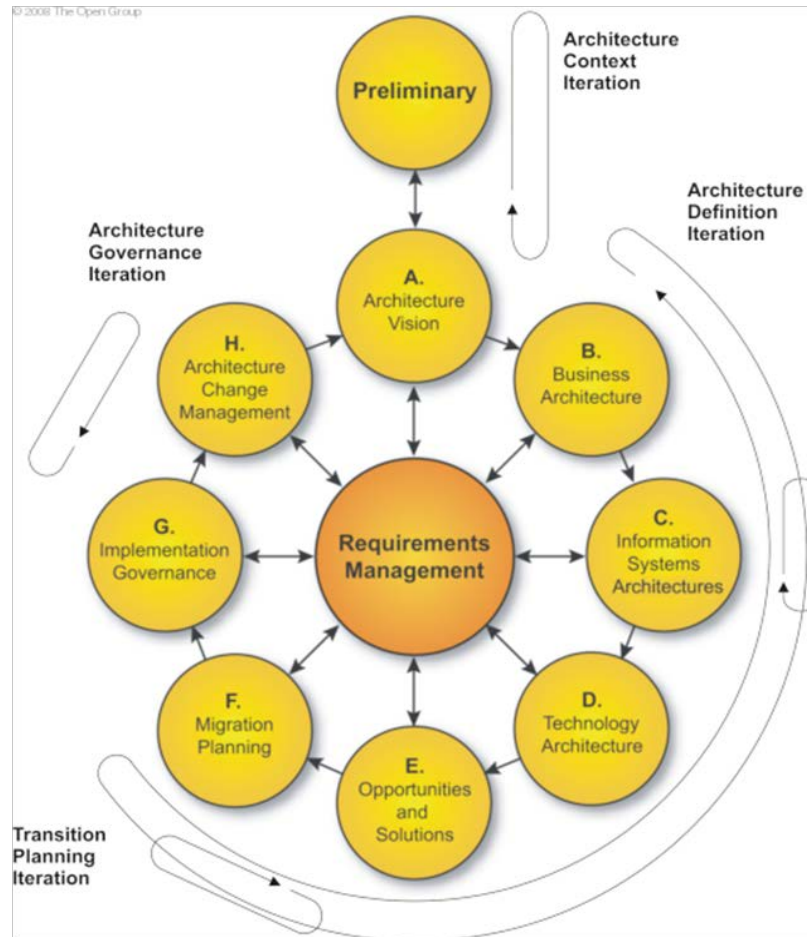 © 2008 The Open Group
Preliminary
Architecture
Context
Iteration
Architecture
Definition
Iteration
Architecture
Governance
Iteration
A.
Architecture
Vision
B.
Business
Architecture
H.
Architecture
Change
Management
C.
Information
Systems
Architectures
G.
Implementation
Governance
Requirements
Management
D.
Technology
Architecture
F.
Migration
Planning
E.
Opportunities
and
Solutions
Transition
Planning
Iteration